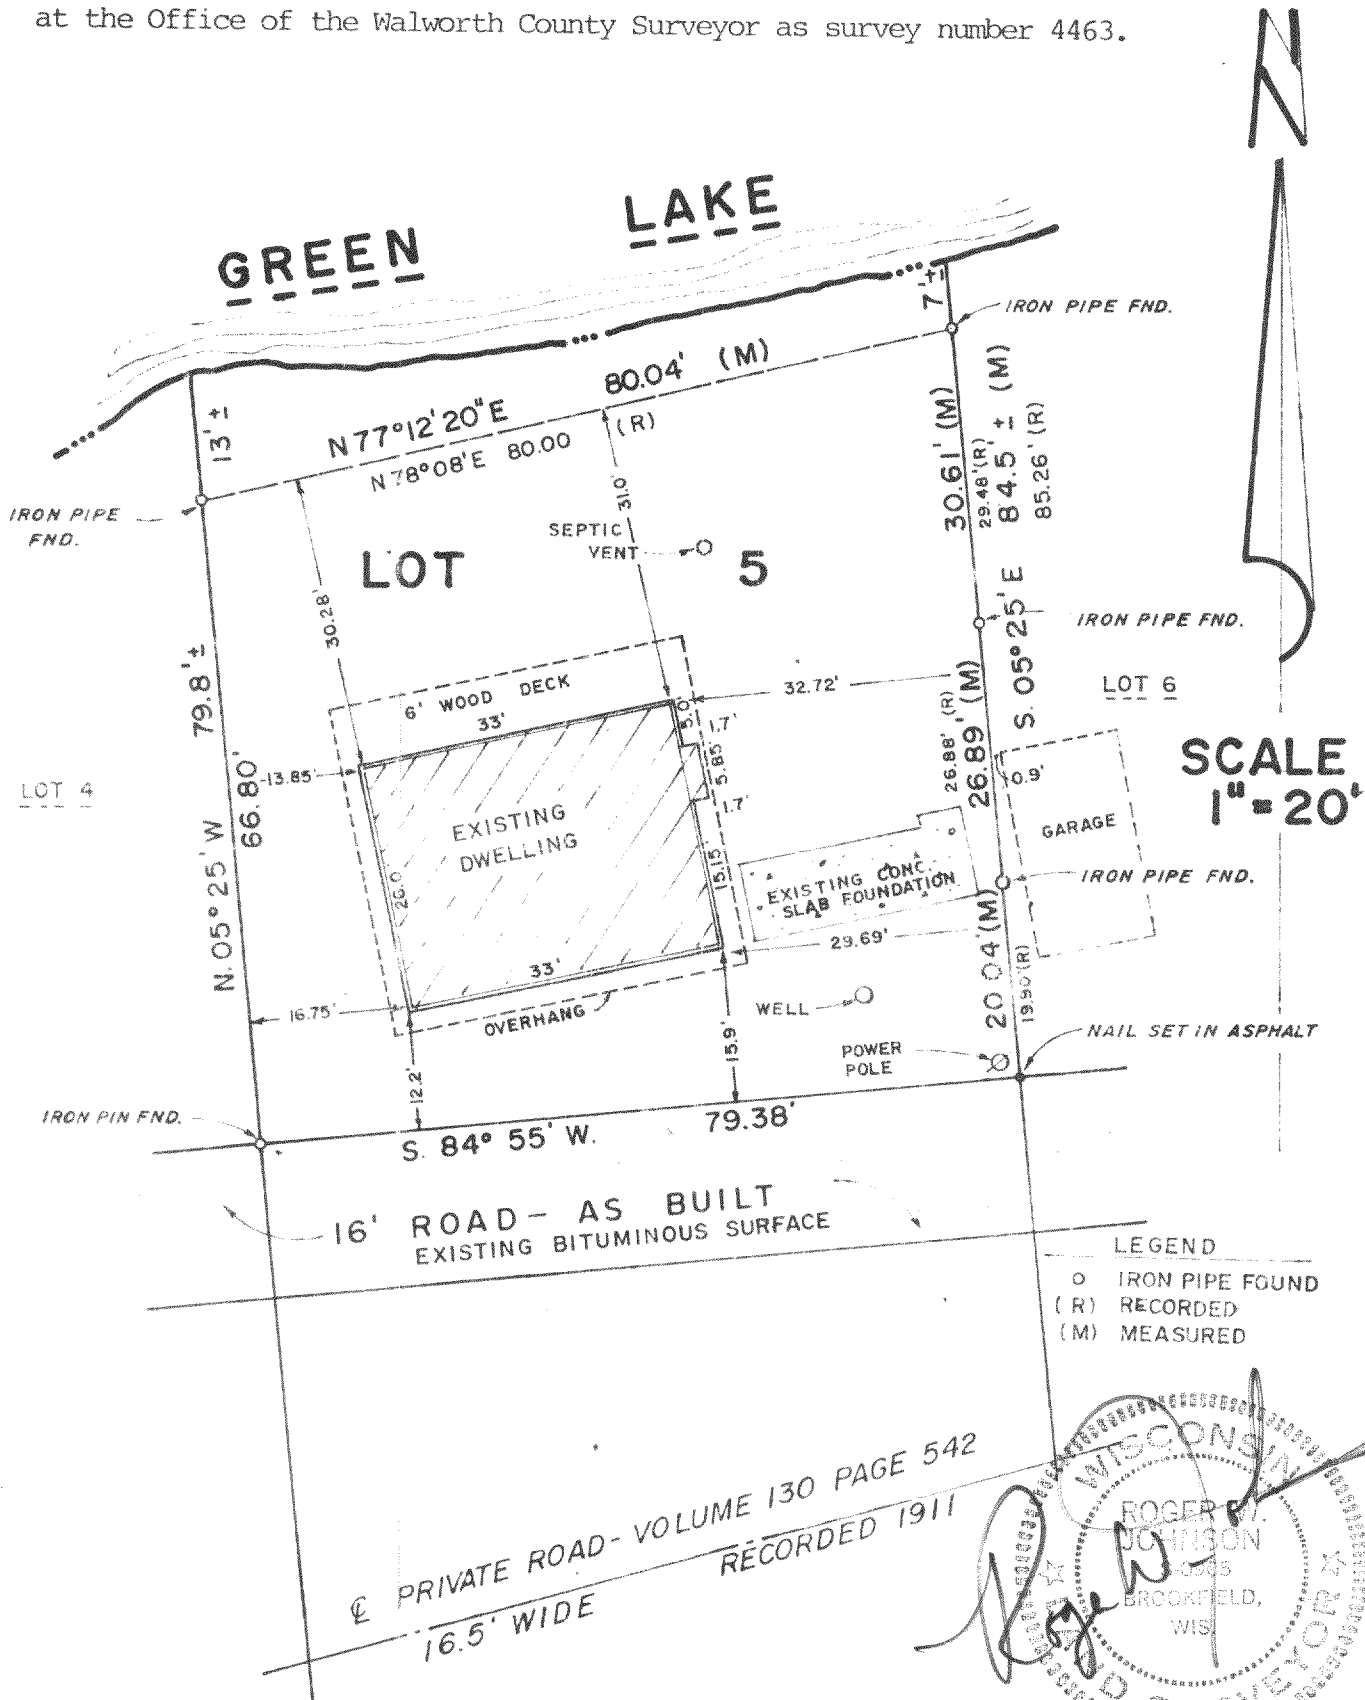 at the Office of the Walworth County Surveyor as survey number 4463.
N
GREEN LAKE
7'±
IRON PIPE FND.
13'±
N 77°12'20"E 80.04' (M)
N 78°08'E 80.00 (R)
IRON PIPE
FND.
30.61' (M)
29.48' (R)
84.5'± (M)
85.26' (R)
31.0'
SEPTIC
VENT
LOT 5
30.28'
IRON PIPE FND.
79.8'±
66.80'
N. 05° 25' W
S. 05° 25' E
6' WOOD DECK
33'
32.72'
LOT 6
5.0'
1.7'
5.85'
1.7'
15.15'
26.88' (R)
26.89 (M)
0.9'
SCALE
1" = 20'
LOT 4
13.85'
EXISTING
DWELLING
26.0
GARAGE
EXISTING CONC.
SLAB FOUNDATION
IRON PIPE FND.
33'
29.69'
20.04' (M)
19.90' (R)
16.75'
OVERHANG
WELL
12.2'
15.9'
POWER
POLE
NAIL SET IN ASPHALT
IRON PIN FND.
S. 84° 55' W. 79.38'
16' ROAD - AS BUILT
EXISTING BITUMINOUS SURFACE
LEGEND
O IRON PIPE FOUND
(R) RECORDED
(M) MEASURED
℄ PRIVATE ROAD - VOLUME 130 PAGE 542
16.5' WIDE RECORDED 1911
WISCONSIN
ROGER W.
JOHNSON
BROOKFIELD,
WIS.